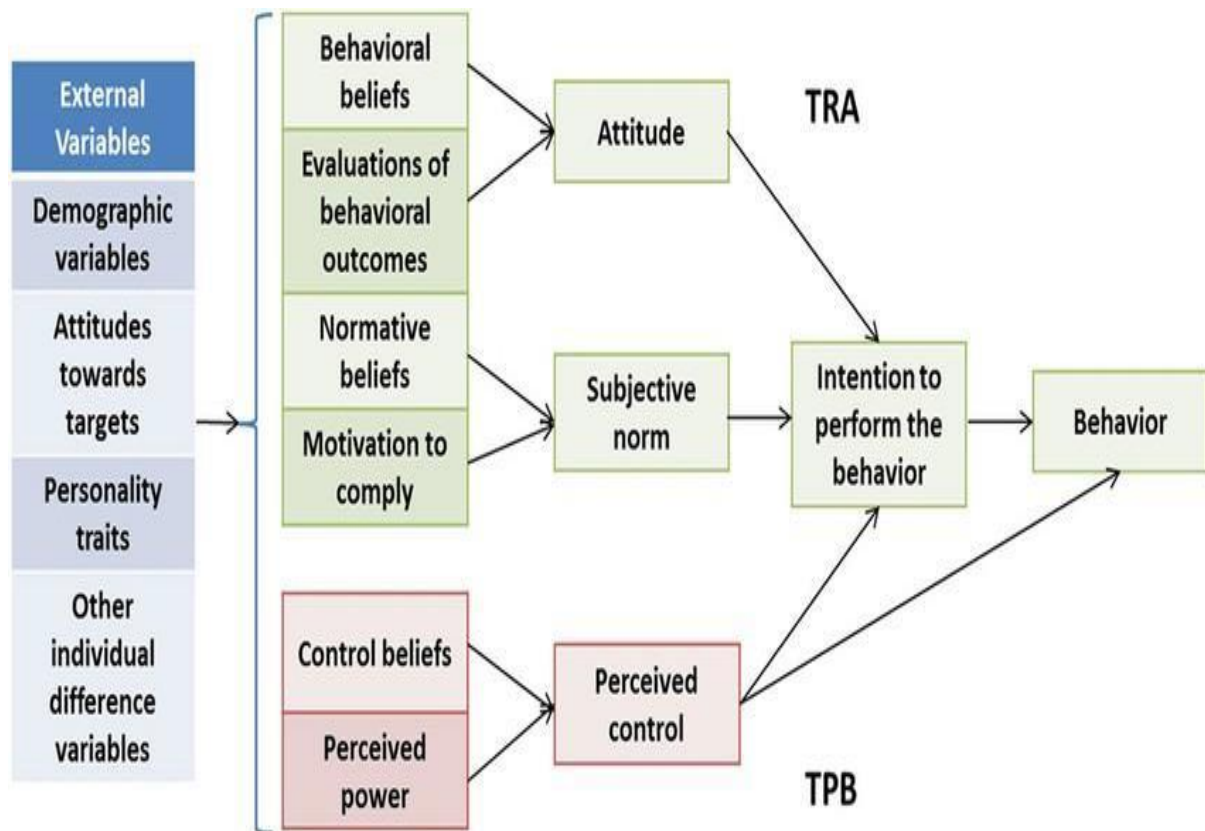 External
Variables
Demographic
variables
Attitudes
towards
targets
Personality
traits
Other
individual
difference
variables
Behavioral
beliefs
Evaluations of
behavioral
outcomes
Normative
beliefs
Motivation to
comply
Control beliefs
Perceived
power
Attitude
Subjective
norm
Perceived
control
TRA
Intention to
perform the
behavior
Behavior
TPB